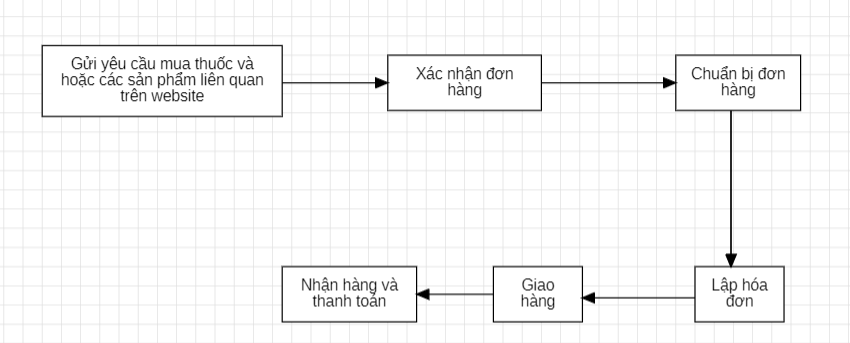 Gửi yêu cầu mua thuốc và
hoặc các sản phẩm liên quan
trên website
Xác nhận đơn
hàng
Chuẩn bị đơn
hàng
Lập hóa
đơn
Giao
hàng
Nhận hàng và
thanh toán